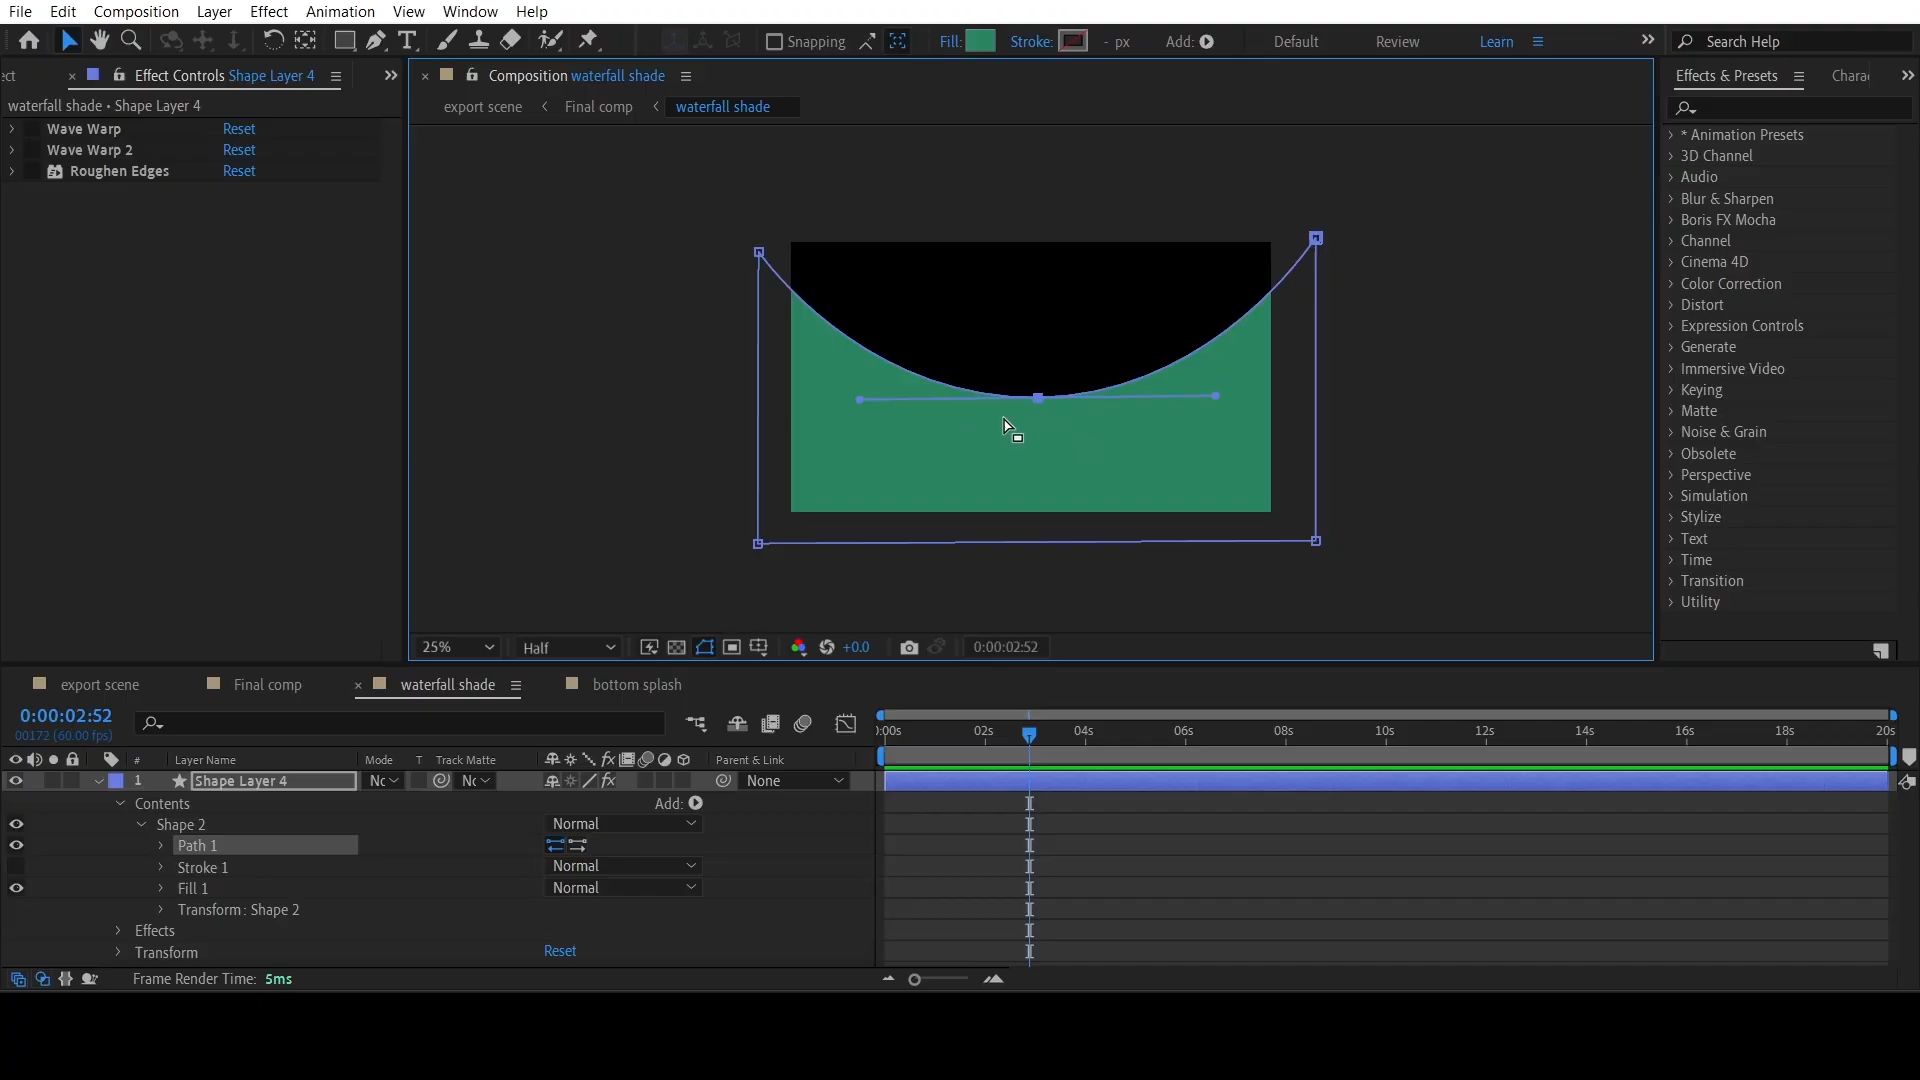 File Edit Composition Layer Effect Animation View Window Help
Snapping Fill: Stroke: - px Add: Default Review Learn Search Help
ect Effect Controls Shape Layer 4 Composition waterfall shade Effects & Presets Chara
waterfall shade • Shape Layer 4 export scene Final comp waterfall shade
Wave Warp Reset
Wave Warp 2 Reset
Roughen Edges Reset
* Animation Presets
3D Channel
Audio
Blur & Sharpen
Boris FX Mocha
Channel
Cinema 4D
Color Correction
Distort
Expression Controls
Generate
Immersive Video
Keying
Matte
Noise & Grain
Obsolete
Perspective
Simulation
Stylize
Text
Time
Transition
Utility
25% Half +0.0 0:00:02:52
export scene Final comp waterfall shade bottom splash
0:00:02:52
00172 (60.00 fps)
0:00s 02s 04s 06s 08s 10s 12s 14s 16s 18s 20s
# Layer Name Mode T Track Matte fx Parent & Link
1 Shape Layer 4 Nc Nc fx None
Contents Add:
Shape 2 Normal
Path 1
Stroke 1 Normal
Fill 1 Normal
Transform: Shape 2
Effects
Transform Reset
Frame Render Time: 5ms